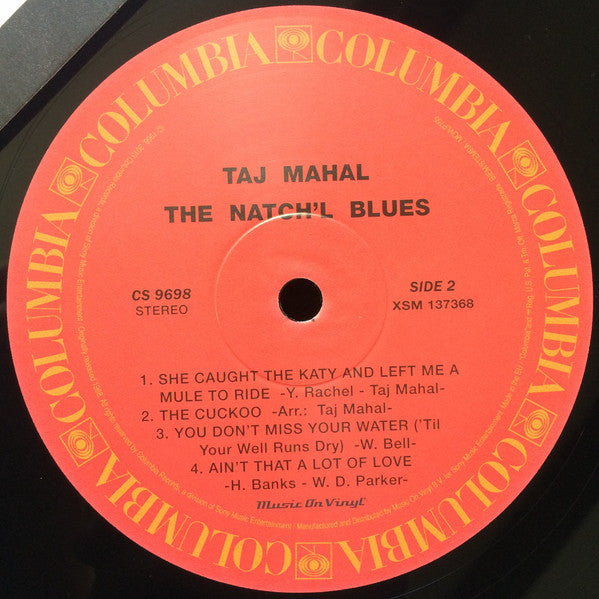 COLUMBIA COLUMBIA COLUMBIA COLUMBIA COLUMBIA COLUMBIA
TAJ MAHAL
THE NATCH'L BLUES
CS 9698
STEREO
SIDE 2
XSM 137368
1. SHE CAUGHT THE KATY AND LEFT ME A
MULE TO RIDE -Y. Rachel - Taj Mahal-
2. THE CUCKOO -Arr.: Taj Mahal-
3. YOU DON'T MISS YOUR WATER ('Til
Your Well Runs Dry) -W. Bell-
4. AIN'T THAT A LOT OF LOVE
-H. Banks - W. D. Parker-
Music On Vinyl